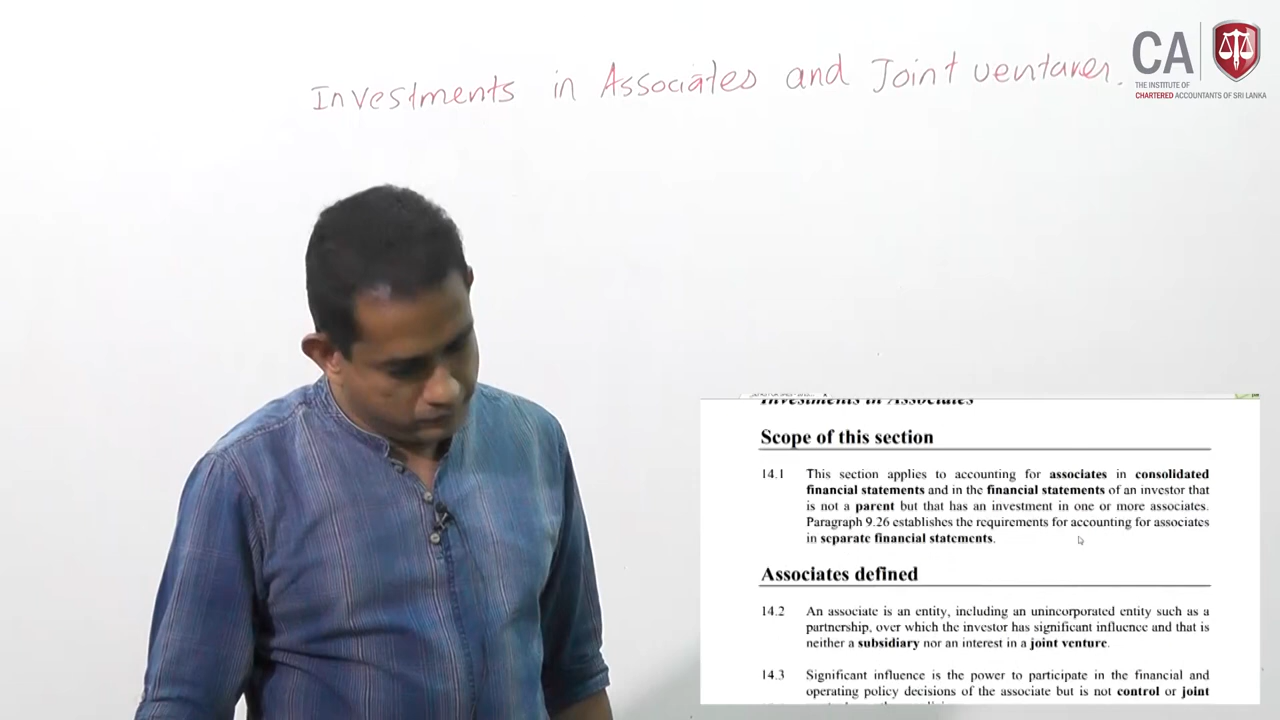 Investments in Associates and Joint ventures.
CA
THE INSTITUTE OF
CHARTERED ACCOUNTANTS OF SRI LANKA
Investments in Associates
Scope of this section
14.1 This section applies to accounting for associates in consolidated
financial statements and in the financial statements of an investor that
is not a parent but that has an investment in one or more associates.
Paragraph 9.26 establishes the requirements for accounting for associates
in separate financial statements.
Associates defined
14.2 An associate is an entity, including an unincorporated entity such as a
partnership, over which the investor has significant influence and that is
neither a subsidiary nor an interest in a joint venture.
14.3 Significant influence is the power to participate in the financial and
operating policy decisions of the associate but is not control or joint